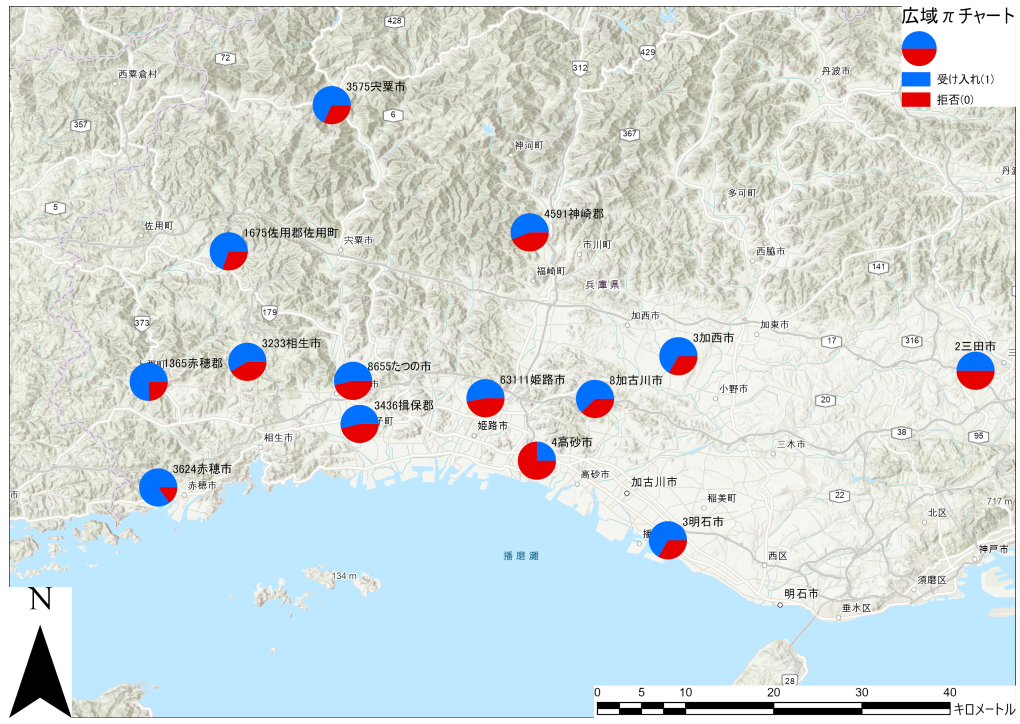 広域πチャート
受け入れ(1)
拒否(0)
428
72
429
312
西粟倉村
丹波市
3575宍粟市
6
357
367
神河町
多可町
5
佐用町
4591神崎郡
1675佐用郡佐用町
宍粟市
市川町
西脇市
141
福崎町
兵庫県
179
373
加西市
加東市
3加西市
17
316
2三田市
3233相生市
1365赤穂郡
8655たつの市
63111姫路市
8加古川市
小野市
20
3436揖保郡
子町
姫路市
38
95
相生市
4高砂市
三木市
3624赤穂市
赤穂市
高砂市
加古川市
稲美町
22
717 m
北区
3明石市
播磨灘
西区
神戸市
134 m
須磨区
明石市
垂水区
N
28
0 5 10 20 30 40
キロメートル